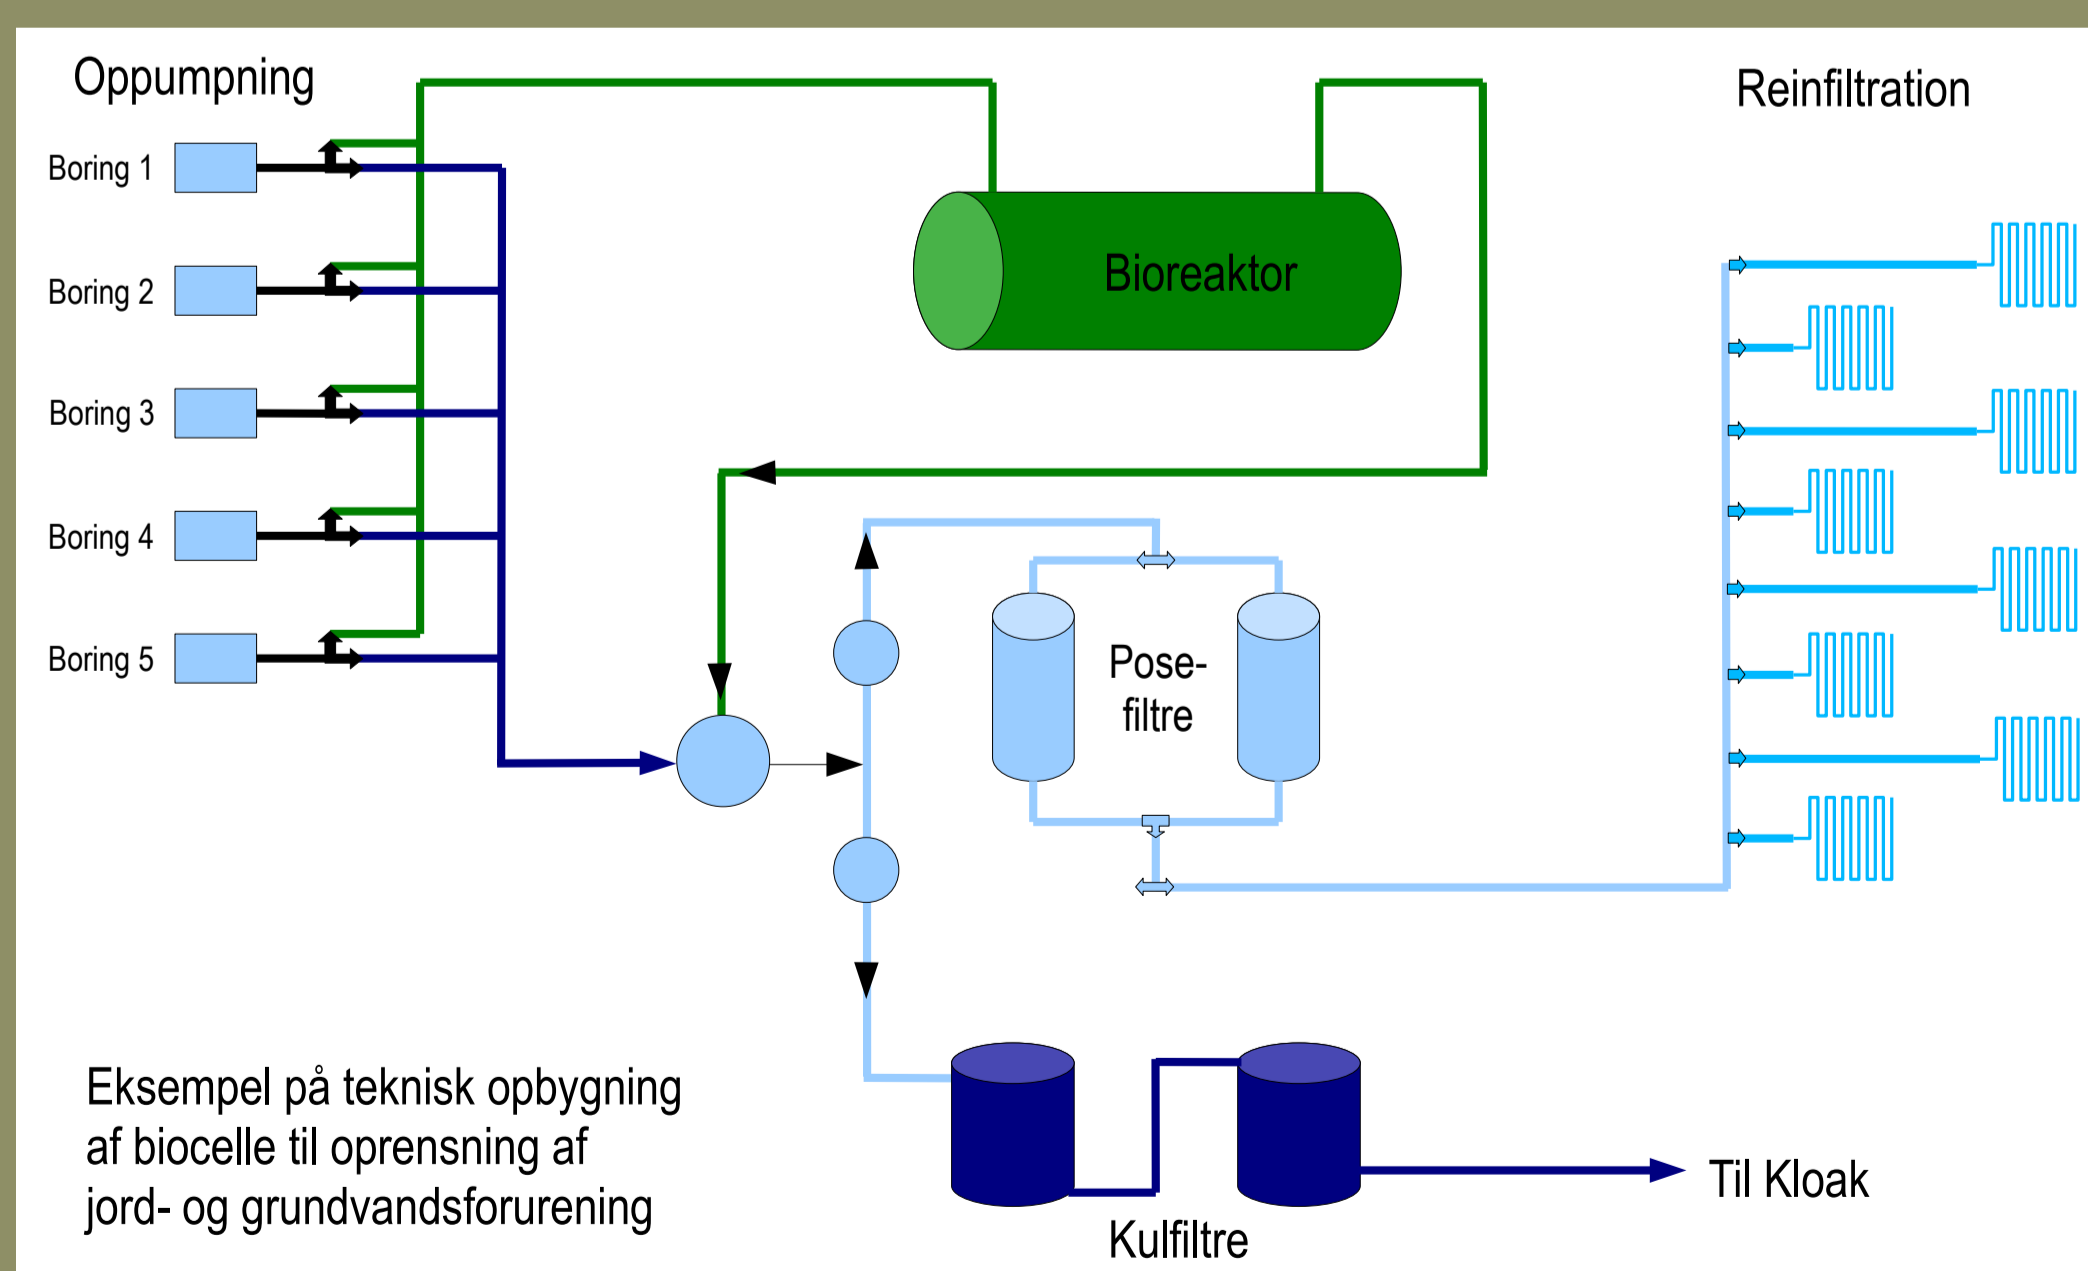 Oppumpning
Reinfiltration
Boring 1
Boring 2
Boring 3
Boring 4
Boring 5
Bioreaktor
Pose-
filtre
Eksempel på teknisk opbygning
af biocelle til oprensning af
jord- og grundvandsforurening
Til Kloak
Kulfiltre